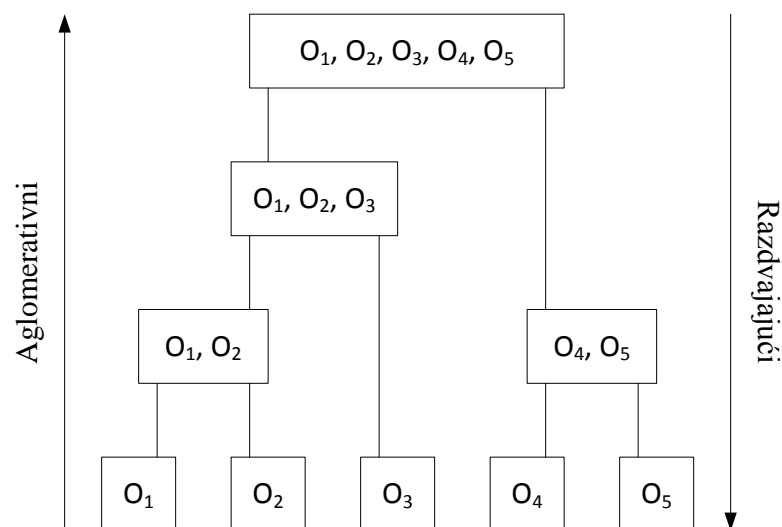 O₁, O₂, O₃, O₄, O₅
Aglomerativni
O₁, O₂, O₃
Razdvajajući
O₁, O₂
O₄, O₅
O₁
O₂
O₃
O₄
O₅